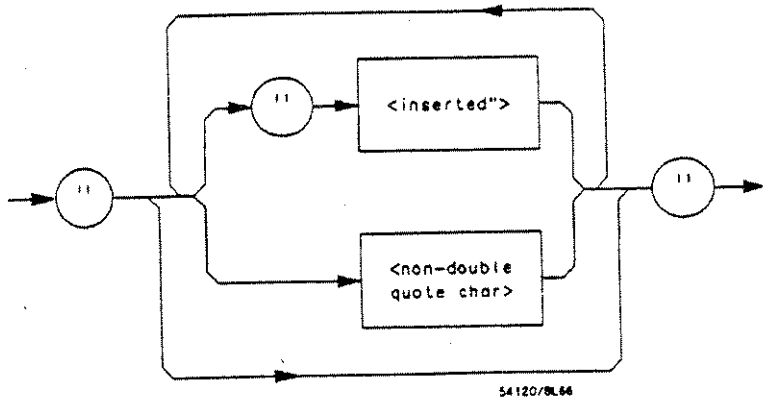 "
<inserted">
"
"
<non-double
quote char>
54120/BL66